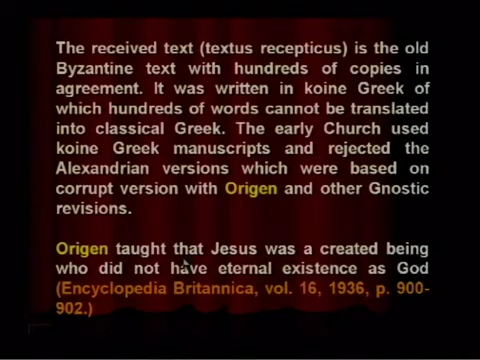 The received text (textus recepticus) is the old
Byzantine text with hundreds of copies in
agreement. It was written in koine Greek of
which hundreds of words cannot be translated
into classical Greek. The early Church used
koine Greek manuscripts and rejected the
Alexandrian versions which were based on
corrupt version with Origen and other Gnostic
revisions.
Origen taught that Jesus was a created being
who did not have eternal existence as God
(Encyclopedia Britannica, vol. 16, 1936, p. 900-
902.)